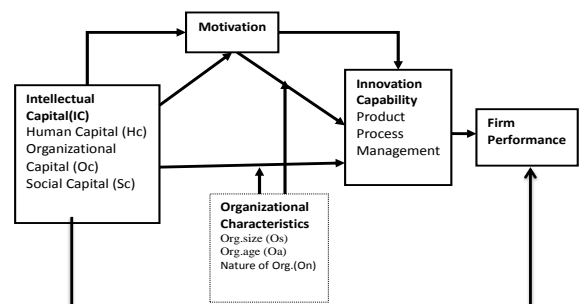 Motivation
Intellectual
Capital(IC)
Human Capital (Hc)
Organizational
Capital (Oc)
Social Capital (Sc)
Innovation
Capability
Product
Process
Management
Firm
Performance
Organizational
Characteristics
Org.size (Os)
Org.age (Oa)
Nature of Org.(On)